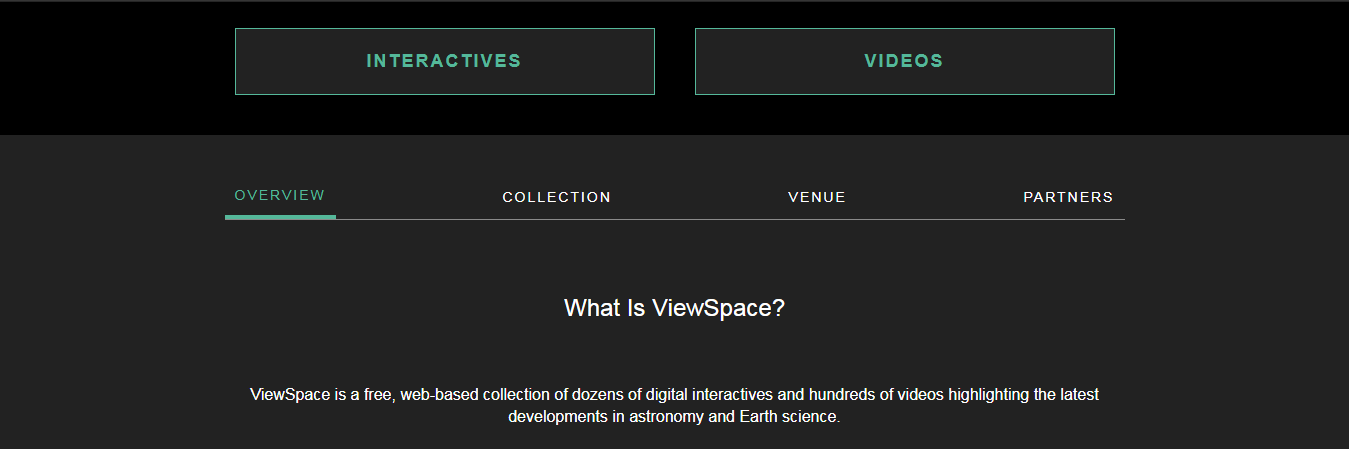 INTERACTIVES VIDEOS
OVERVIEW COLLECTION VENUE PARTNERS
What Is ViewSpace?
ViewSpace is a free, web-based collection of dozens of digital interactives and hundreds of videos highlighting the latest
developments in astronomy and Earth science.